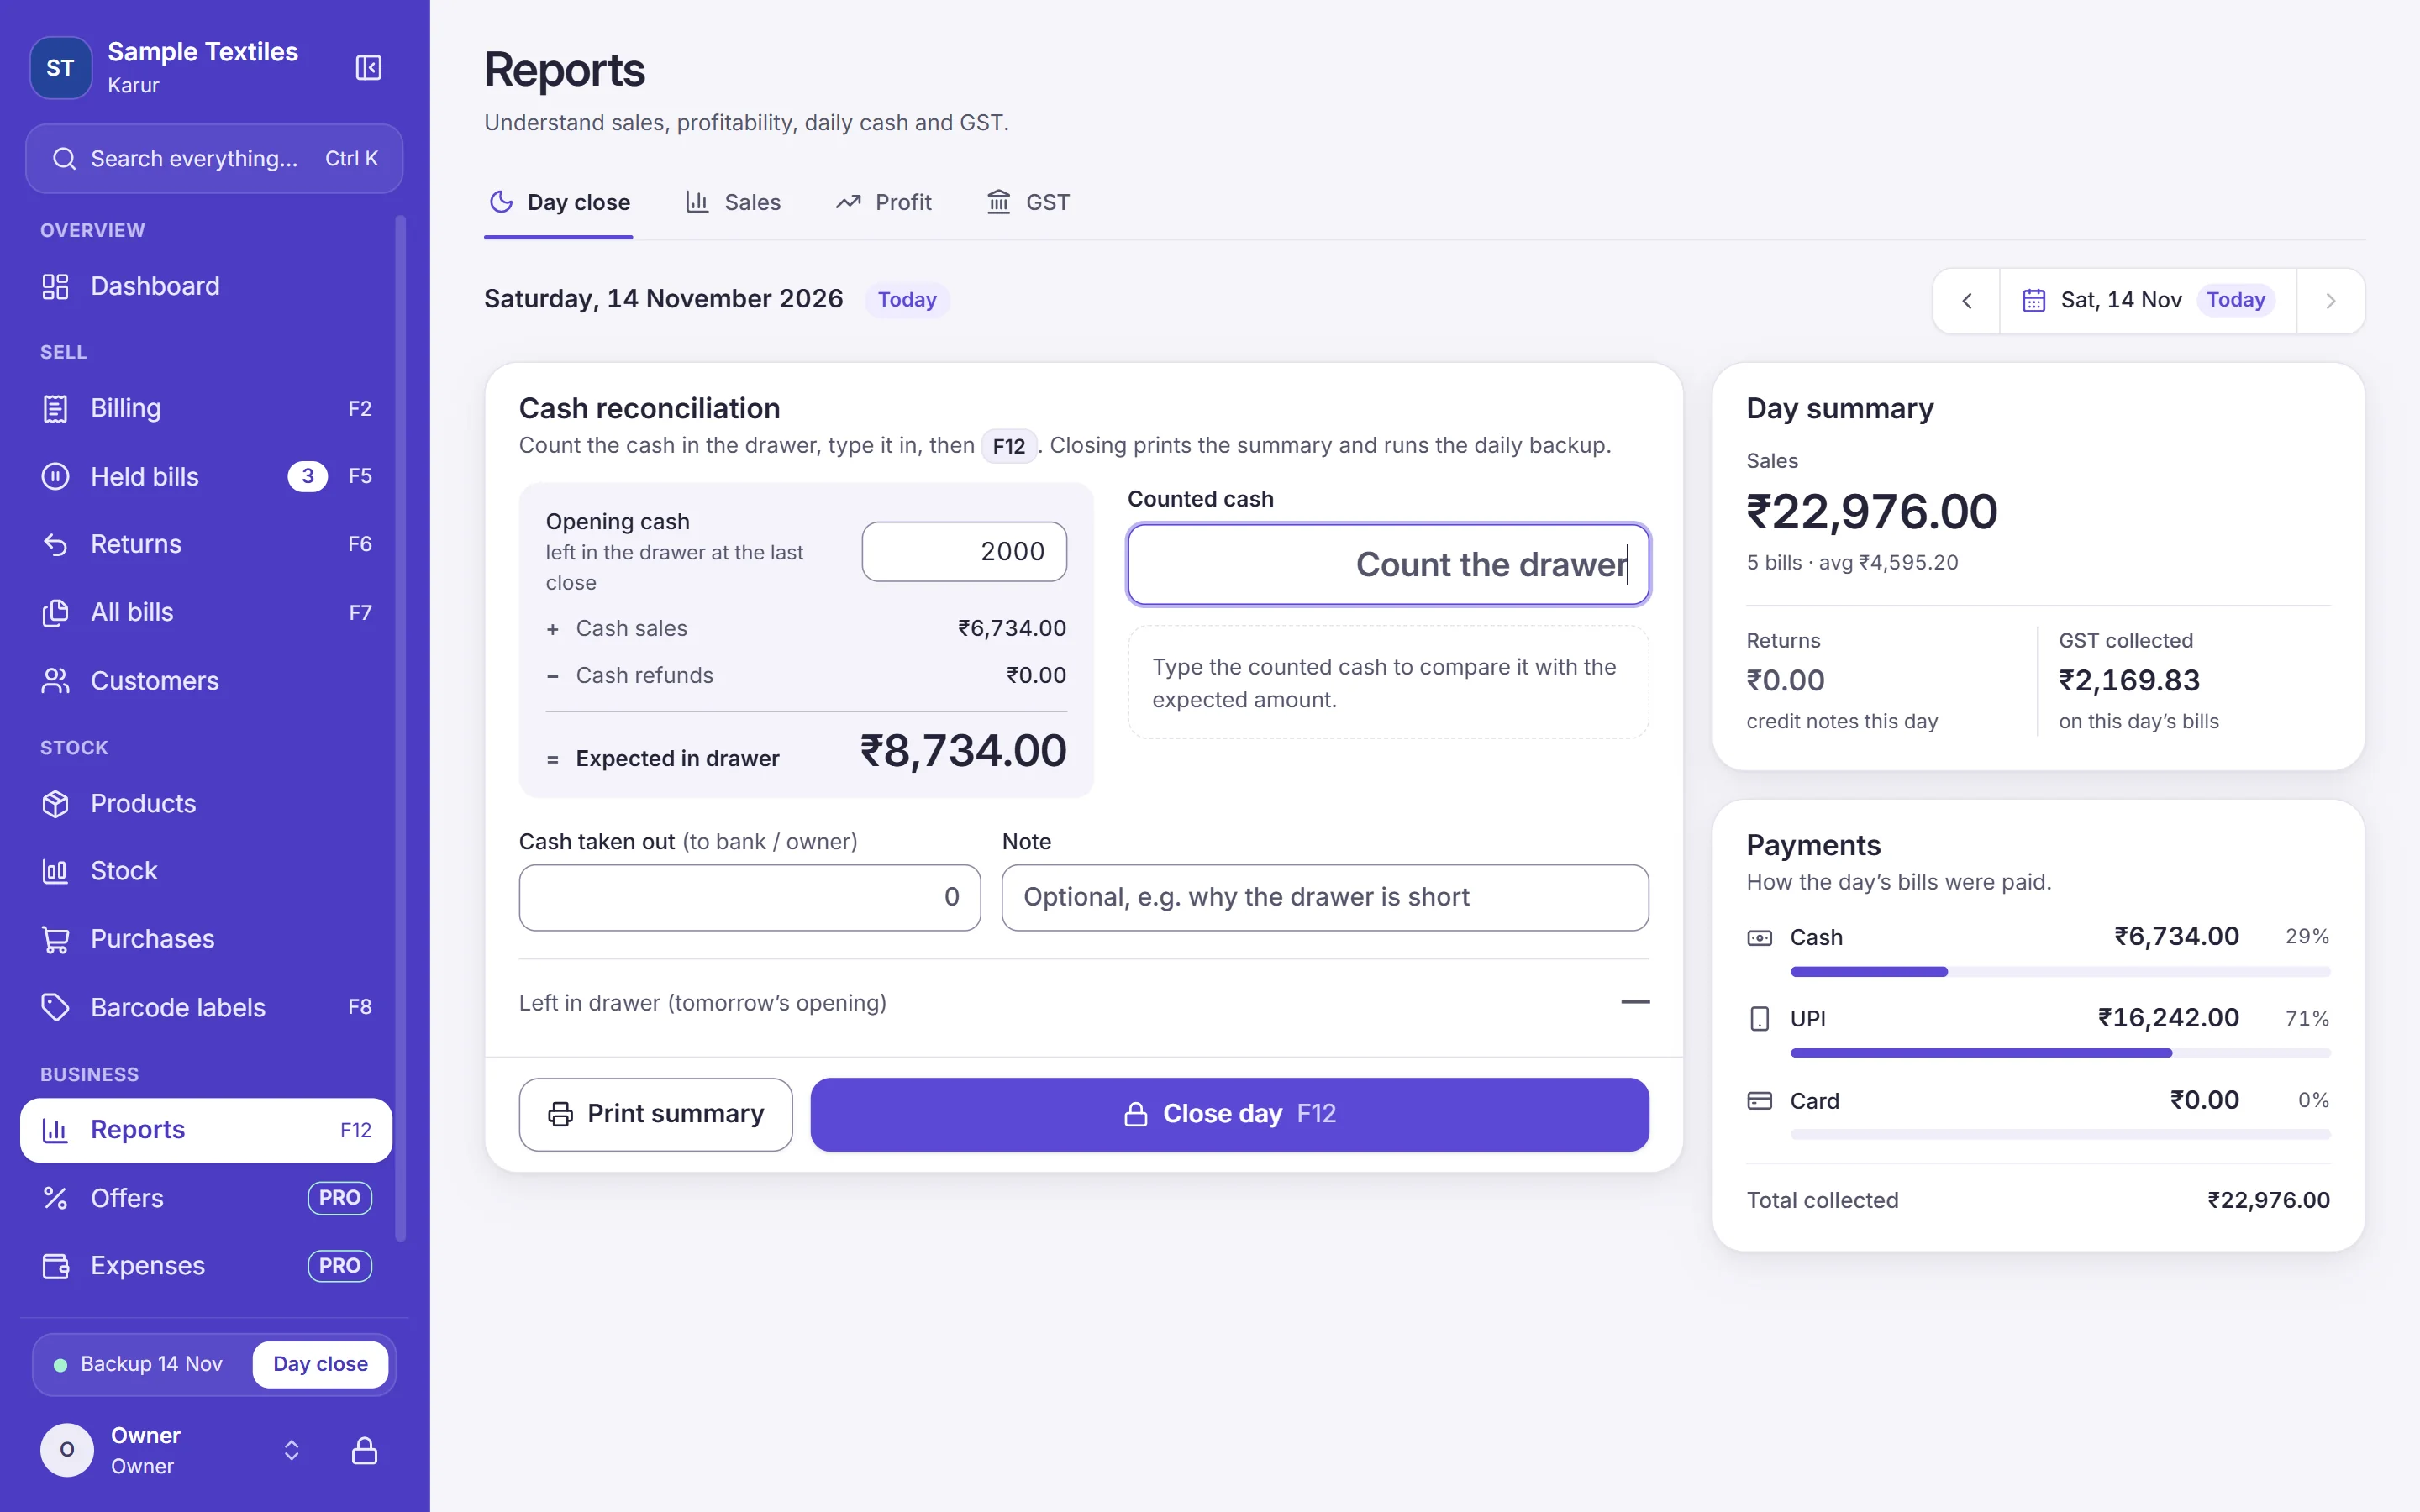 ST
Sample Textiles
Karur
Search everything... Ctrl K
OVERVIEW
Dashboard
SELL
Billing F2
Held bills 3 F5
Returns F6
All bills F7
Customers
STOCK
Products
Stock
Purchases
Barcode labels F8
BUSINESS
Reports F12
Offers PRO
Expenses PRO
Backup 14 Nov Day close
O
Owner
Owner
Reports
Understand sales, profitability, daily cash and GST.
Day close Sales Profit GST
Saturday, 14 November 2026 Today
Sat, 14 Nov Today
Cash reconciliation
Count the cash in the drawer, type it in, then F12. Closing prints the summary and runs the daily backup.
Opening cash
left in the drawer at the last
close
2000
+ Cash sales ₹6,734.00
− Cash refunds ₹0.00
= Expected in drawer ₹8,734.00
Counted cash
Count the drawer
Type the counted cash to compare it with the
expected amount.
Cash taken out (to bank / owner)
0
Note
Optional, e.g. why the drawer is short
Left in drawer (tomorrow’s opening) —
Print summary
Close day F12
Day summary
Sales
₹22,976.00
5 bills · avg ₹4,595.20
Returns
₹0.00
credit notes this day
GST collected
₹2,169.83
on this day’s bills
Payments
How the day’s bills were paid.
Cash ₹6,734.00 29%
UPI ₹16,242.00 71%
Card ₹0.00 0%
Total collected ₹22,976.00